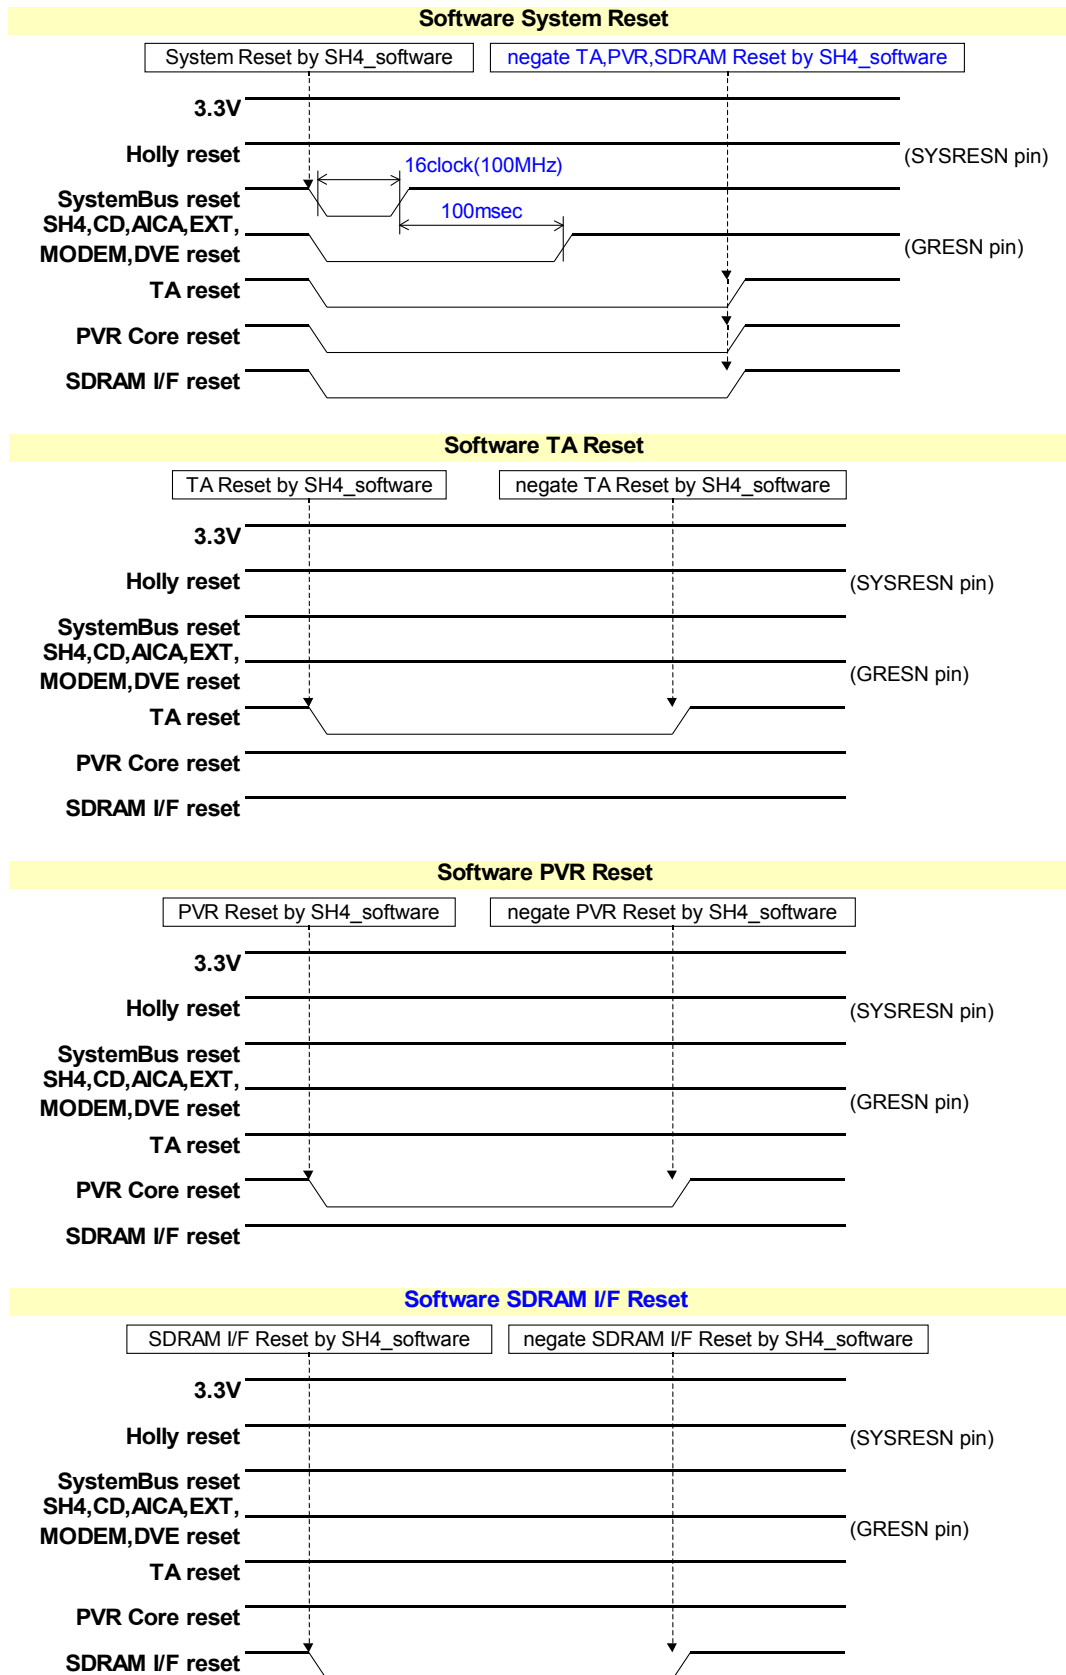 Software System Reset
System Reset by SH4_software
negate TA,PVR,SDRAM Reset by SH4_software
3.3V
Holly reset
(SYSRESN pin)
16clock(100MHz)
SystemBus reset
100msec
SH4,CD,AICA,EXT,
MODEM,DVE reset
(GRESN pin)
TA reset
PVR Core reset
SDRAM I/F reset
Software TA Reset
TA Reset by SH4_software
negate TA Reset by SH4_software
3.3V
Holly reset
(SYSRESN pin)
SystemBus reset
SH4,CD,AICA,EXT,
MODEM,DVE reset
(GRESN pin)
TA reset
PVR Core reset
SDRAM I/F reset
Software PVR Reset
PVR Reset by SH4_software
negate PVR Reset by SH4_software
3.3V
Holly reset
(SYSRESN pin)
SystemBus reset
SH4,CD,AICA,EXT,
MODEM,DVE reset
(GRESN pin)
TA reset
PVR Core reset
SDRAM I/F reset
Software SDRAM I/F Reset
SDRAM I/F Reset by SH4_software
negate SDRAM I/F Reset by SH4_software
3.3V
Holly reset
(SYSRESN pin)
SystemBus reset
SH4,CD,AICA,EXT,
MODEM,DVE reset
(GRESN pin)
TA reset
PVR Core reset
SDRAM I/F reset